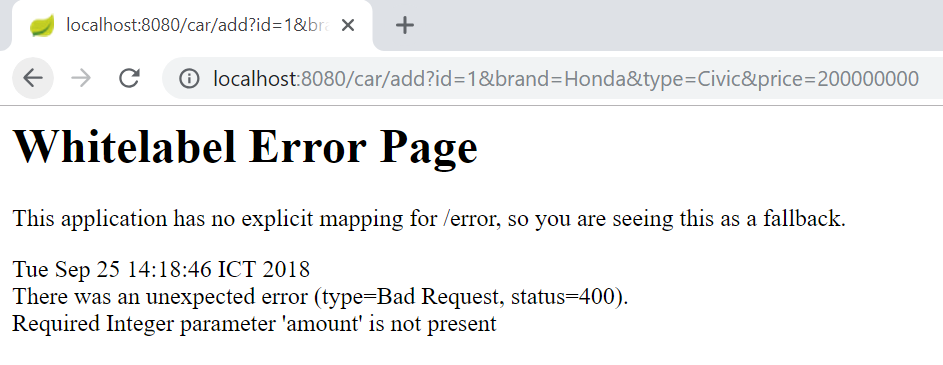 localhost:8080/car/add?id=1&br
localhost:8080/car/add?id=1&brand=Honda&type=Civic&price=200000000
Whitelabel Error Page
This application has no explicit mapping for /error, so you are seeing this as a fallback.
Tue Sep 25 14:18:46 ICT 2018
There was an unexpected error (type=Bad Request, status=400).
Required Integer parameter 'amount' is not present